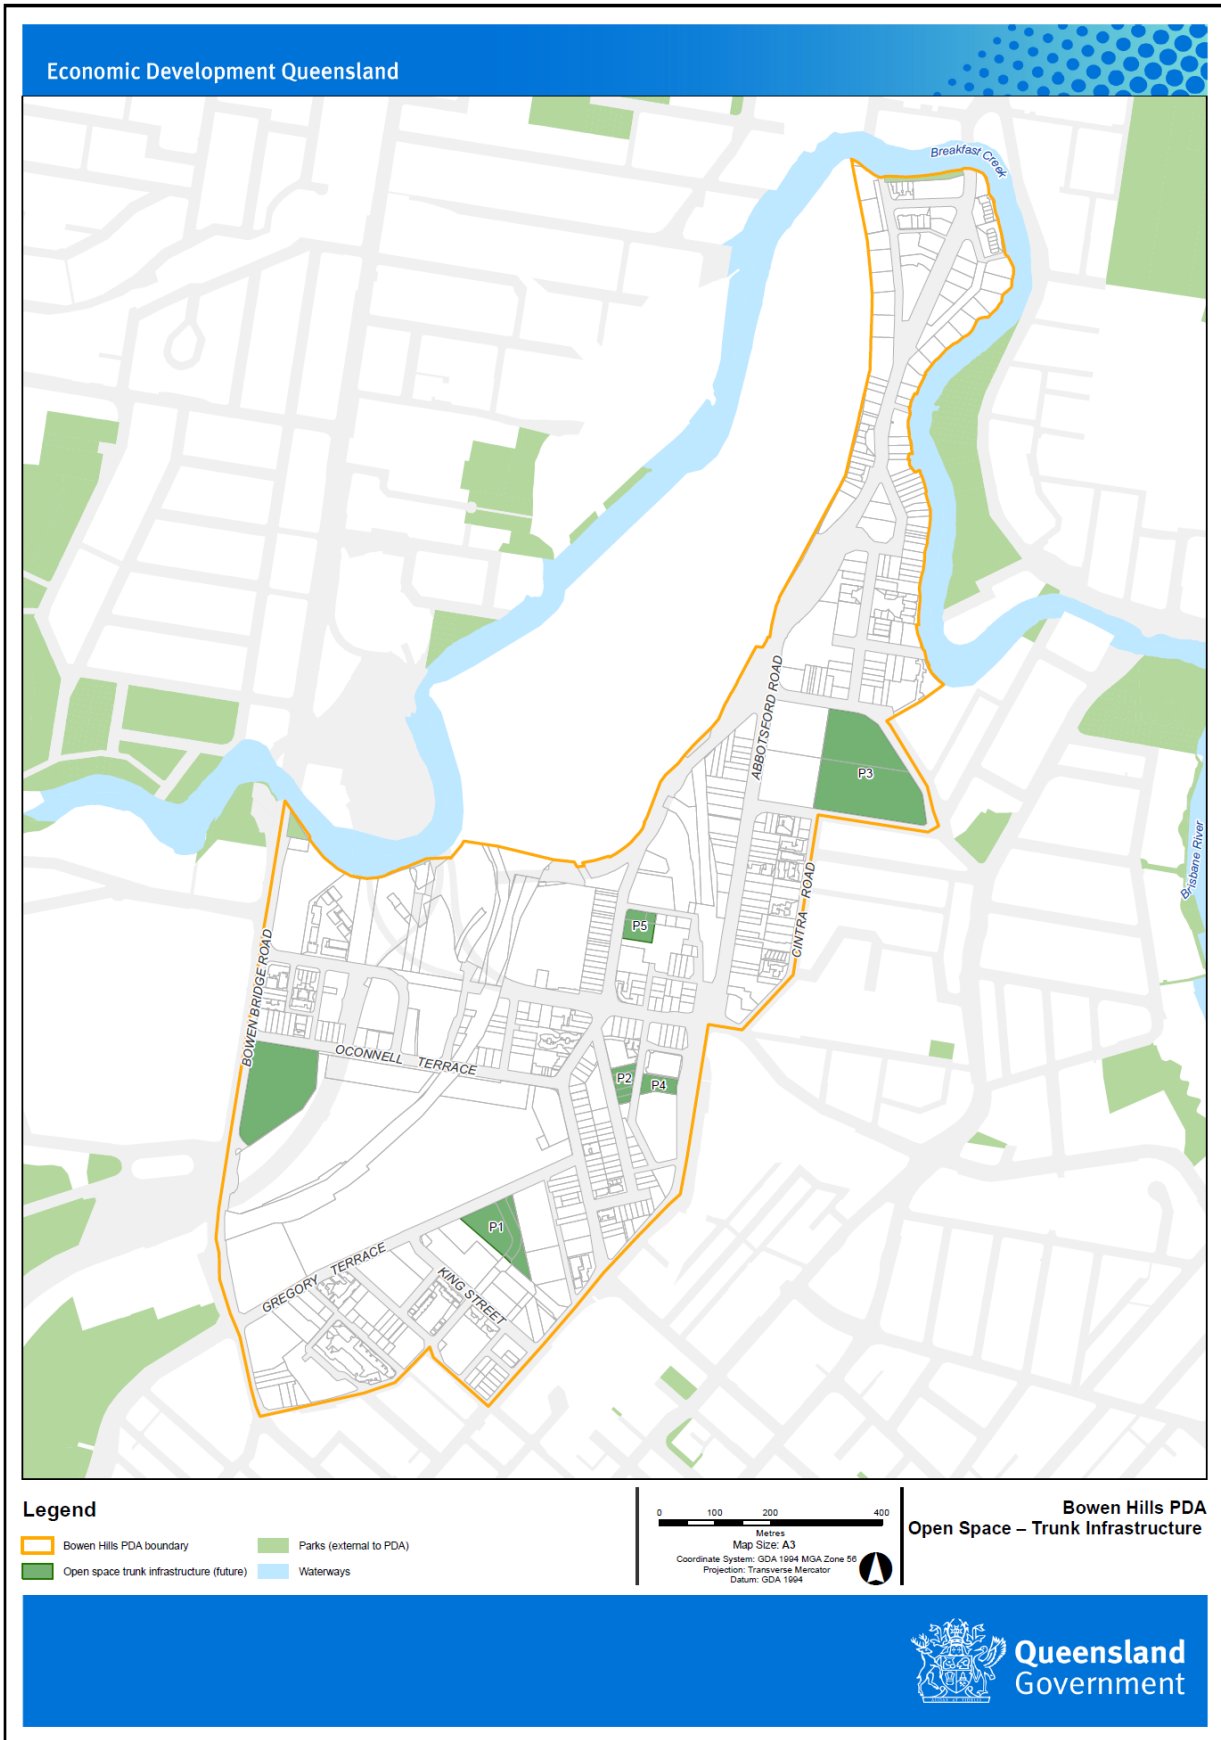 Economic Development Queensland
Breakfast Creek
ABBOTSFORD ROAD
P3
Brisbane River
CINTRA ROAD
P5
BOWEN BRIDGE ROAD
OCONNELL TERRACE
P2
P4
P1
GREGORY TERRACE
KING STREET
Legend
Bowen Hills PDA boundary
Parks (external to PDA)
Open space trunk infrastructure (future)
Waterways
0 100 200 400
Metres
Map Size: A3
Coordinate System: GDA 1994 MGA Zone 56
Projection: Transverse Mercator
Datum: GDA 1994
Bowen Hills PDA
Open Space – Trunk Infrastructure
Queensland
Government